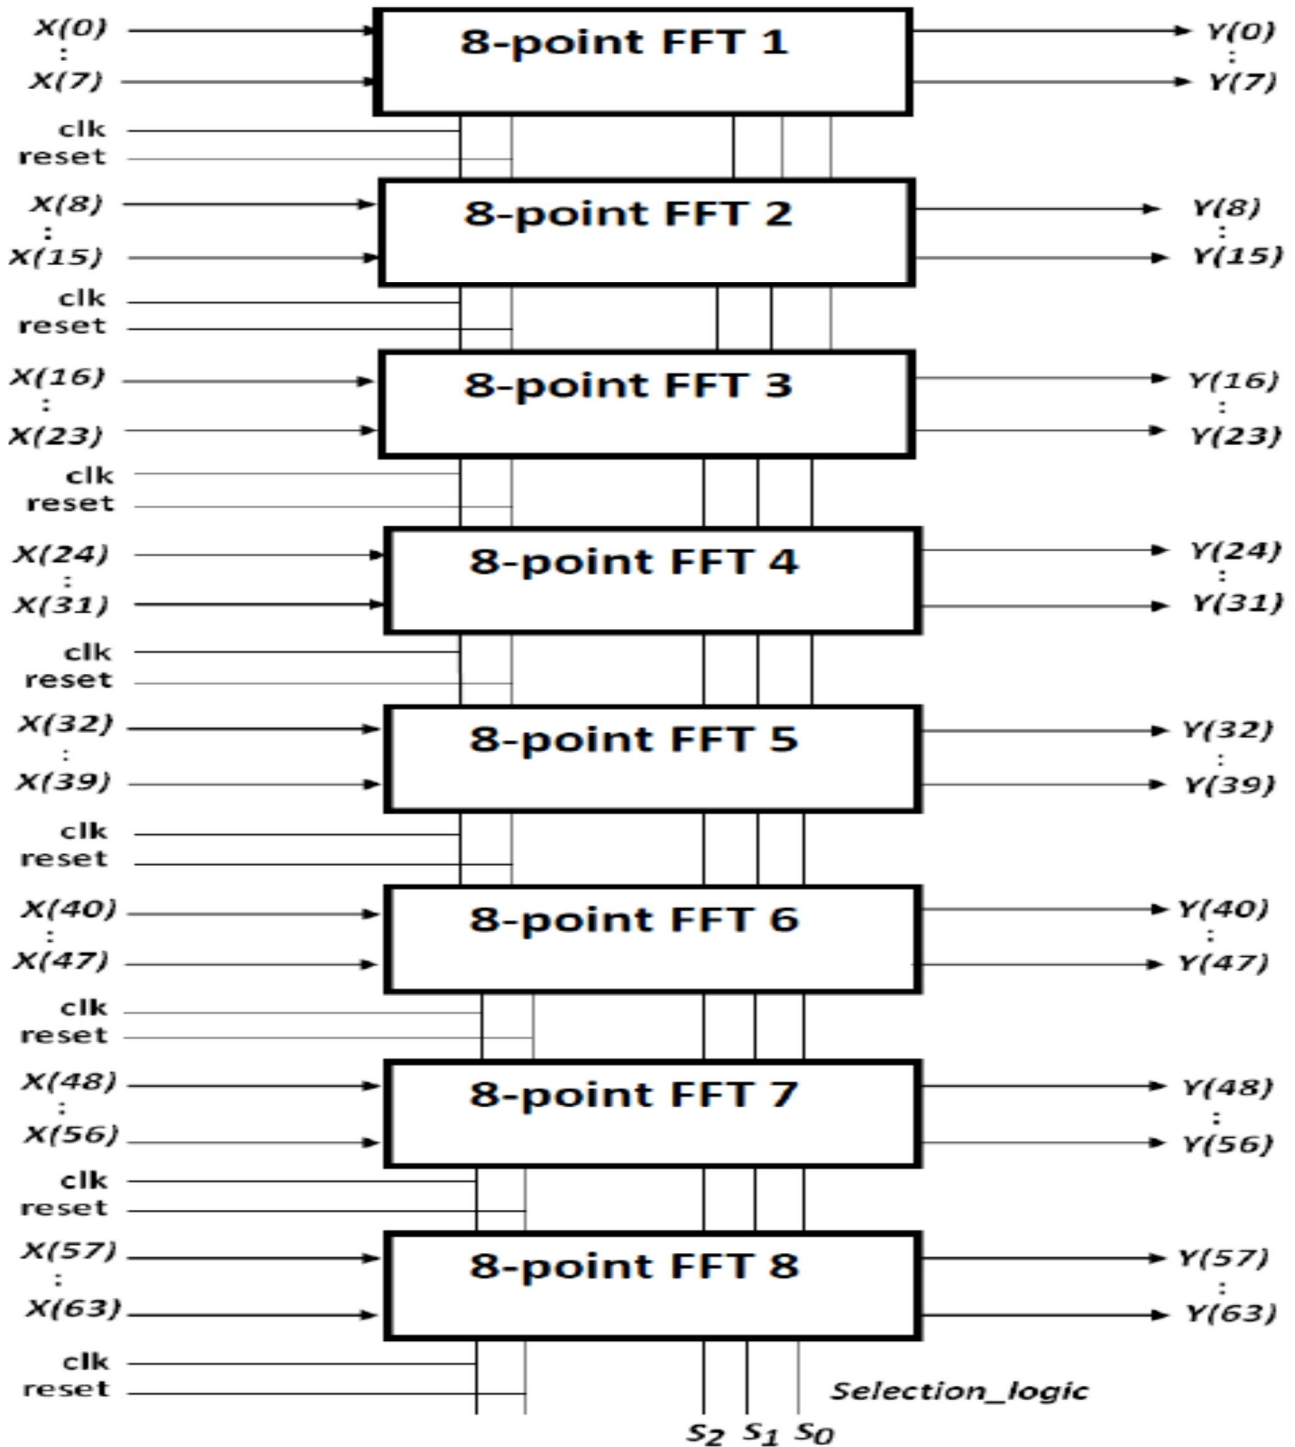 X(0) 8-point FFT 1 Y(0)
⋮ ⋮
X(7) Y(7)
clk
reset
X(8) 8-point FFT 2 Y(8)
⋮ ⋮
X(15) Y(15)
clk
reset
X(16) 8-point FFT 3 Y(16)
⋮ ⋮
X(23) Y(23)
clk
reset
X(24) 8-point FFT 4 Y(24)
⋮ ⋮
X(31) Y(31)
clk
reset
X(32) 8-point FFT 5 Y(32)
⋮ ⋮
X(39) Y(39)
clk
reset
X(40) 8-point FFT 6 Y(40)
⋮ ⋮
X(47) Y(47)
clk
reset
X(48) 8-point FFT 7 Y(48)
⋮ ⋮
X(56) Y(56)
clk
reset
X(57) 8-point FFT 8 Y(57)
⋮ ⋮
X(63) Y(63)
clk
reset Selection_logic
S₂ S₁ S₀